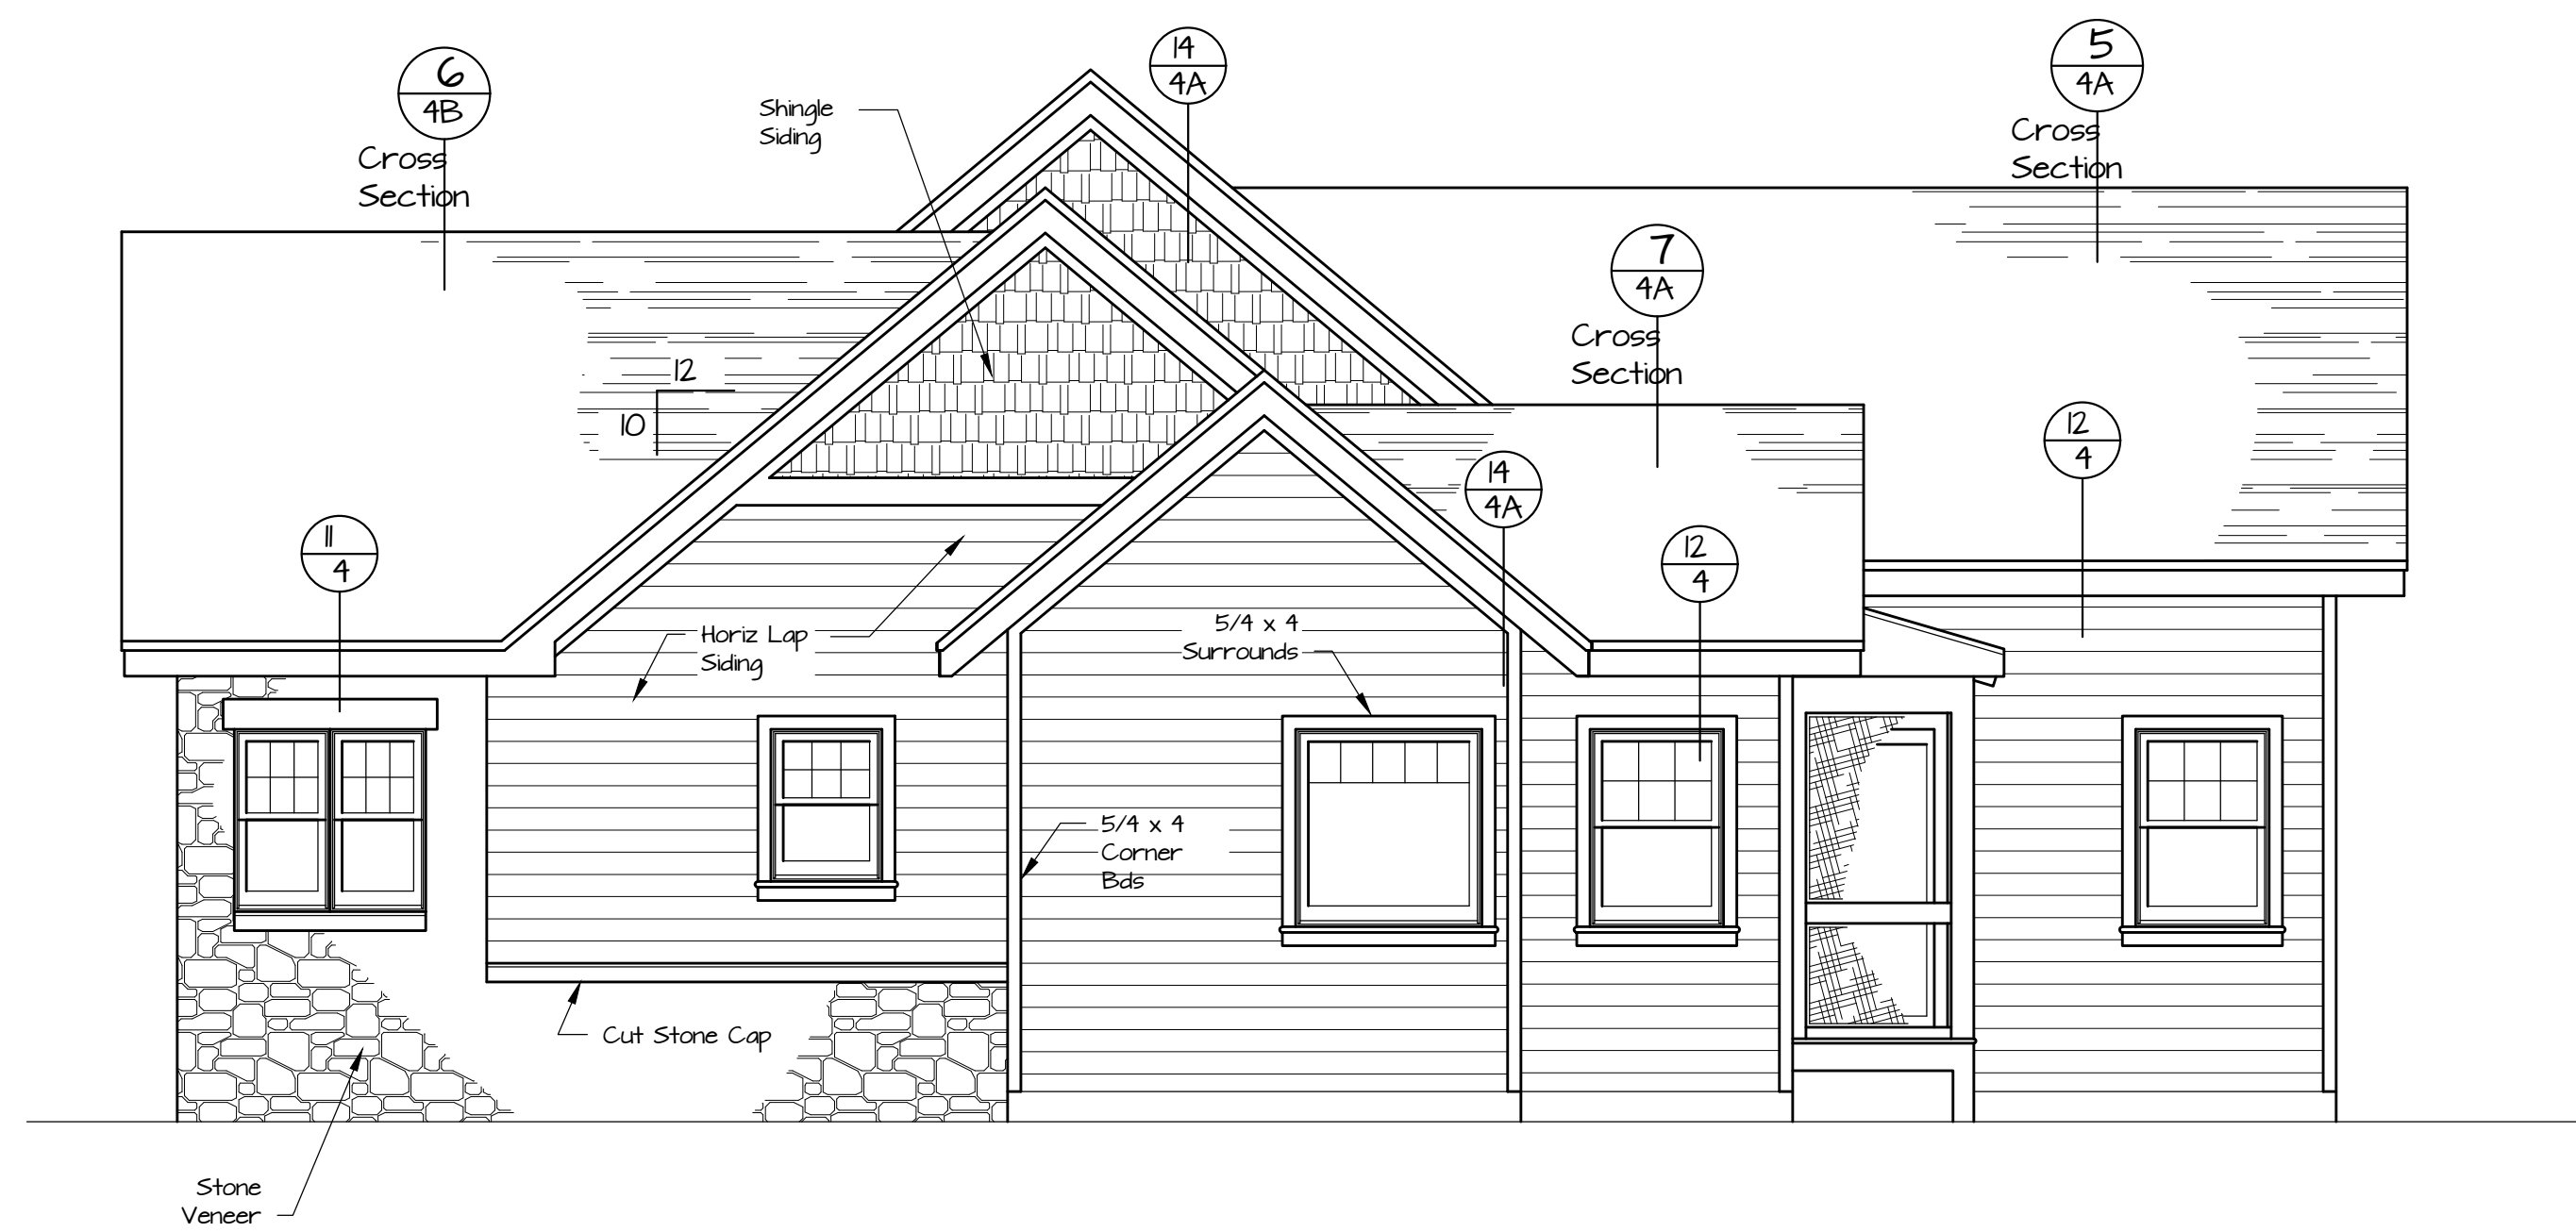 6
4B
Cross
Section
Shingle
Siding
14
4A
5
4A
Cross
Section
7
4A
Cross
Section
12
10
12
4
14
4A
11
4
12
4
Horiz Lap
Siding
5/4 x 4
Surrounds
5/4 x 4
Corner
Bds
Cut Stone Cap
Stone
Veneer